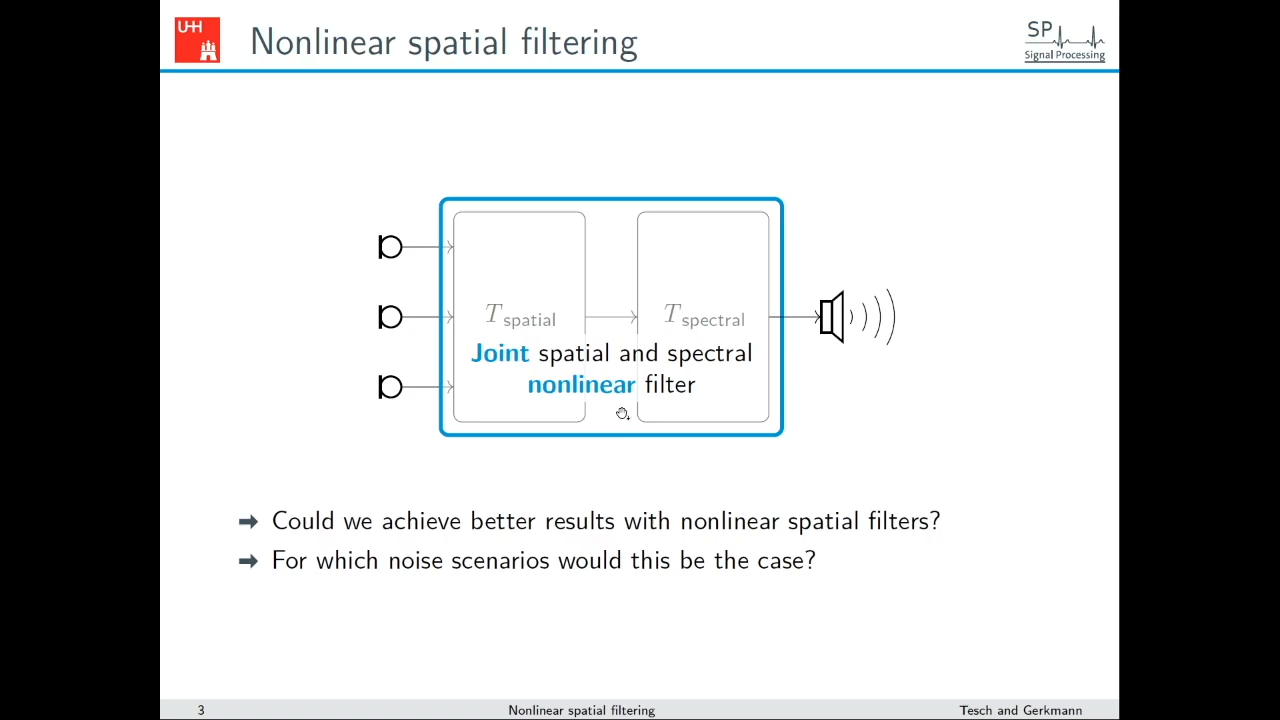 UHH
Nonlinear spatial filtering
SP
Signal Processing
T spatial
T spectral
Joint spatial and spectral
nonlinear filter
➡ Could we achieve better results with nonlinear spatial filters?
➡ For which noise scenarios would this be the case?
3
Nonlinear spatial filtering
Tesch and Gerkmann